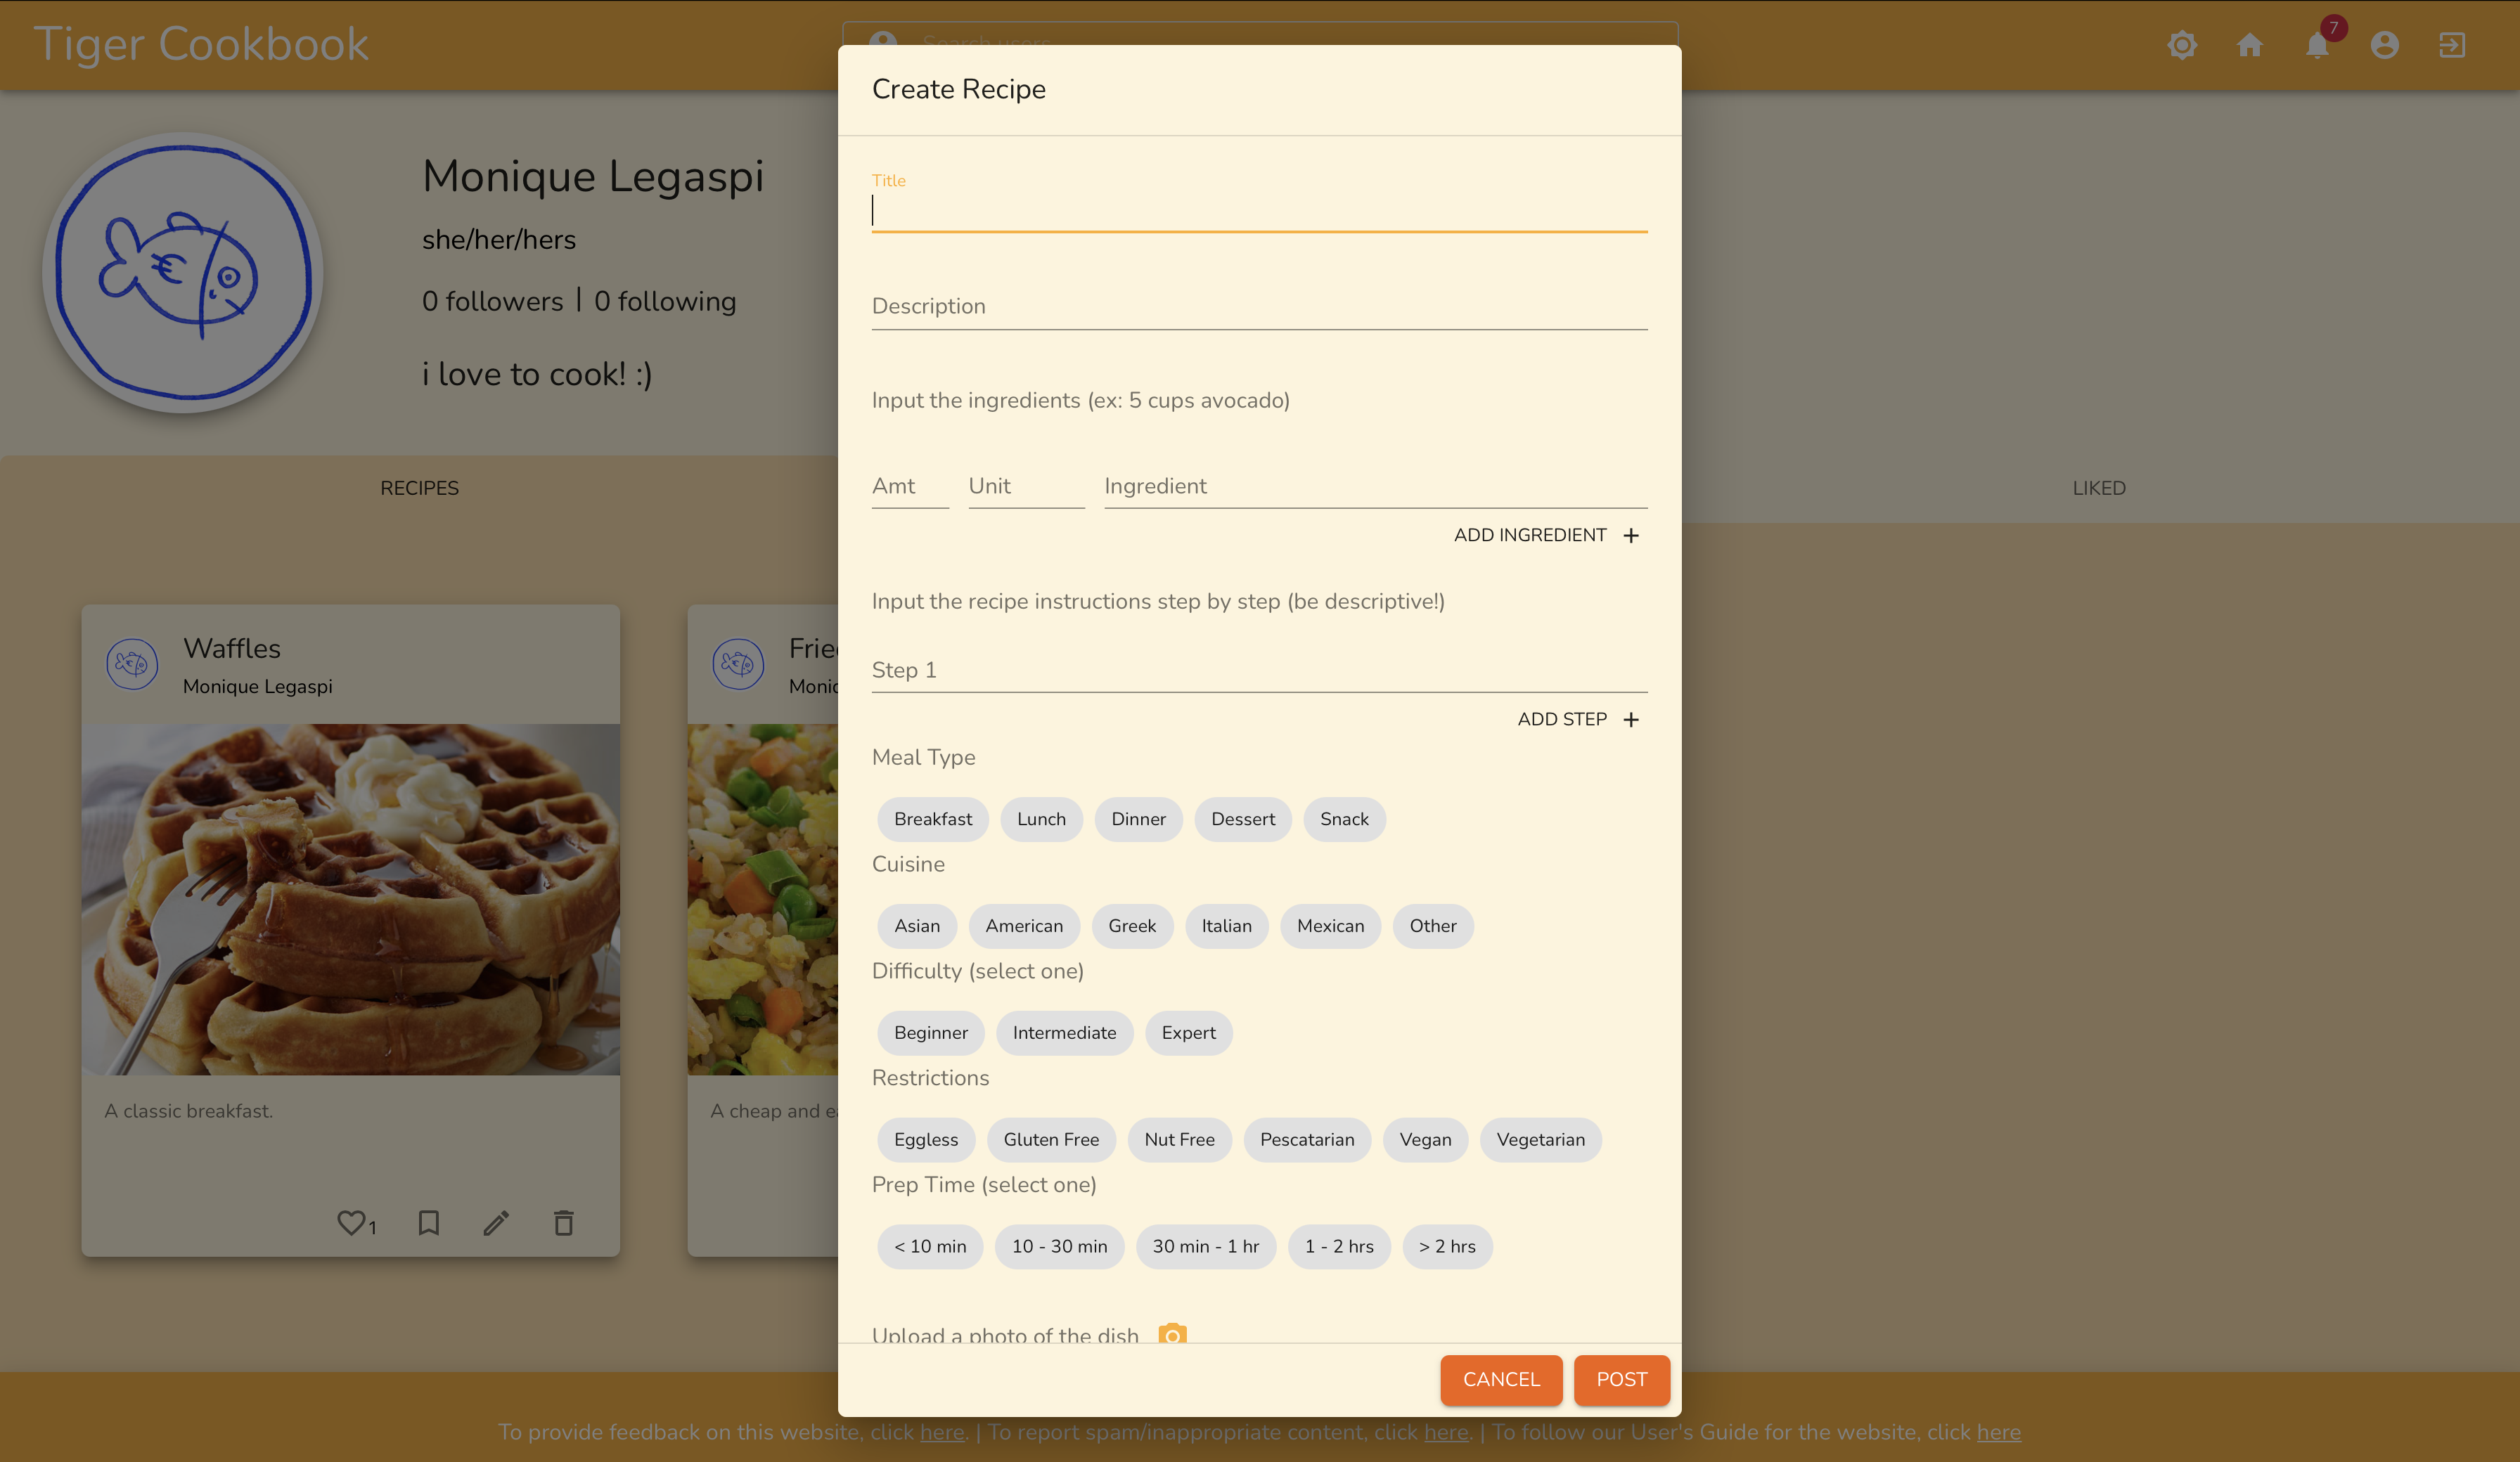 Tiger Cookbook
Search users
7
Monique Legaspi
she/her/hers
0 followers | 0 following
i love to cook! :)
RECIPES
LIKED
Waffles
Monique Legaspi
A classic breakfast.
1
A cheap and
Create Recipe
Title
Description
Input the ingredients (ex: 5 cups avocado)
Amt Unit Ingredient
ADD INGREDIENT +
Input the recipe instructions step by step (be descriptive!)
Step 1
ADD STEP +
Meal Type
Breakfast Lunch Dinner Dessert Snack
Cuisine
Asian American Greek Italian Mexican Other
Difficulty (select one)
Beginner Intermediate Expert
Restrictions
Eggless Gluten Free Nut Free Pescatarian Vegan Vegetarian
Prep Time (select one)
< 10 min 10 - 30 min 30 min - 1 hr 1 - 2 hrs > 2 hrs
Upload a photo of the dish
CANCEL POST
To provide feedback on this website, click here. | To report spam/inappropriate content, click here. | To follow our User's Guide for the website, click here